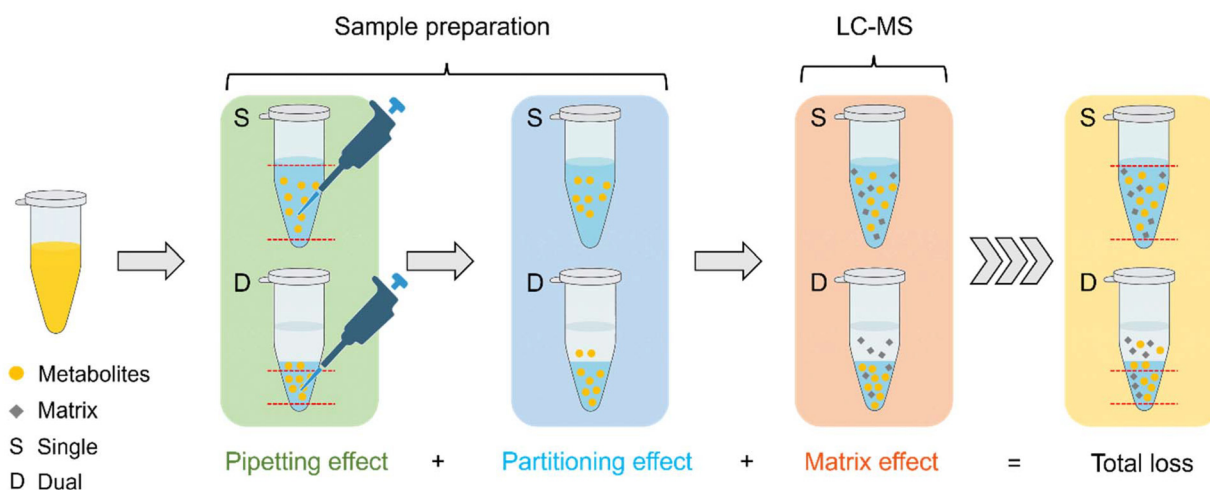 Sample preparation
LC-MS
S
S
S
S
D
D
D
D
Metabolites
Matrix
S Single
D Dual
Pipetting effect + Partitioning effect + Matrix effect = Total loss